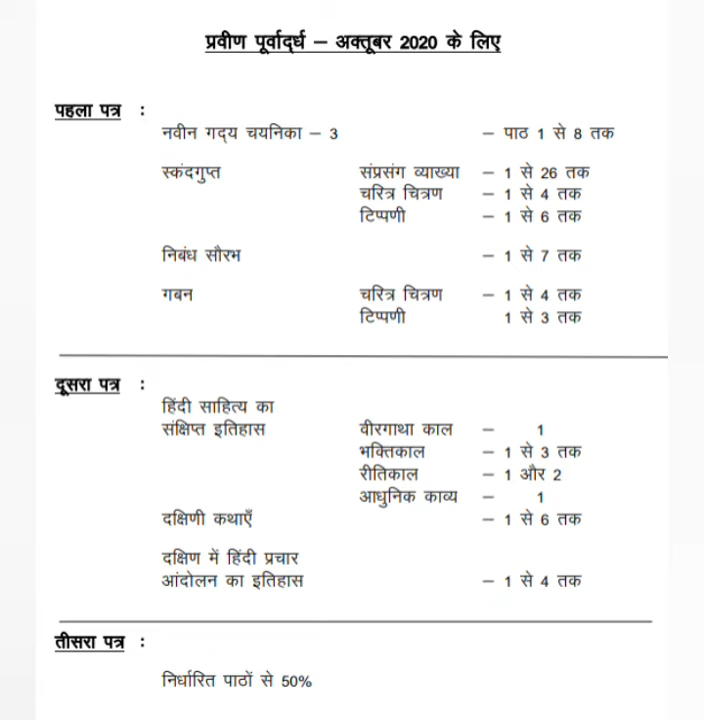 प्रवीण पूर्वार्द्ध – अक्तूबर 2020 के लिए
पहला पत्र :
नवीन गद्य चयनिका – 3 – पाठ 1 से 8 तक
स्कंदगुप्त संप्रसंग व्याख्या – 1 से 26 तक
चरित्र चित्रण – 1 से 4 तक
टिप्पणी – 1 से 6 तक
निबंध सौरभ – 1 से 7 तक
गबन चरित्र चित्रण – 1 से 4 तक
टिप्पणी 1 से 3 तक
दूसरा पत्र :
हिंदी साहित्य का
संक्षिप्त इतिहास वीरगाथा काल – 1
भक्तिकाल – 1 से 3 तक
रीतिकाल – 1 और 2
आधुनिक काव्य – 1
दक्षिणी कथाएँ – 1 से 6 तक
दक्षिण में हिंदी प्रचार
आंदोलन का इतिहास – 1 से 4 तक
तीसरा पत्र :
निर्धारित पाठों से 50%